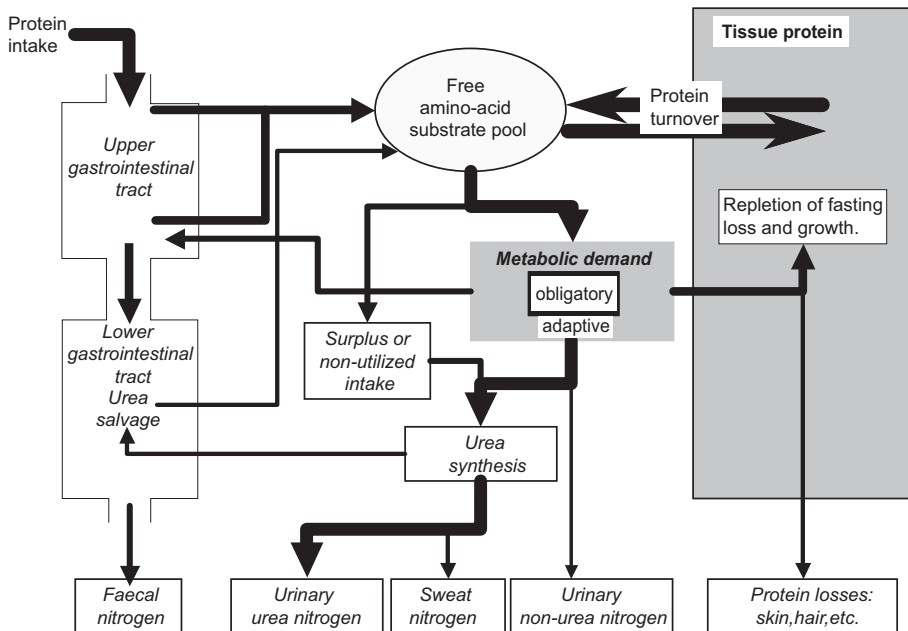 Protein
intake
Tissue protein
Free
amino-acid
substrate pool
Protein
turnover
Upper
gastrointestinal
tract
Repletion of fasting
loss and growth.
Metabolic demand
obligatory
adaptive
Lower
gastrointestinal
tract
Urea
salvage
Surplus or
non-utilized
intake
Urea
synthesis
Faecal
nitrogen
Urinary
urea nitrogen
Sweat
nitrogen
Urinary
non-urea nitrogen
Protein losses:
skin,hair,etc.